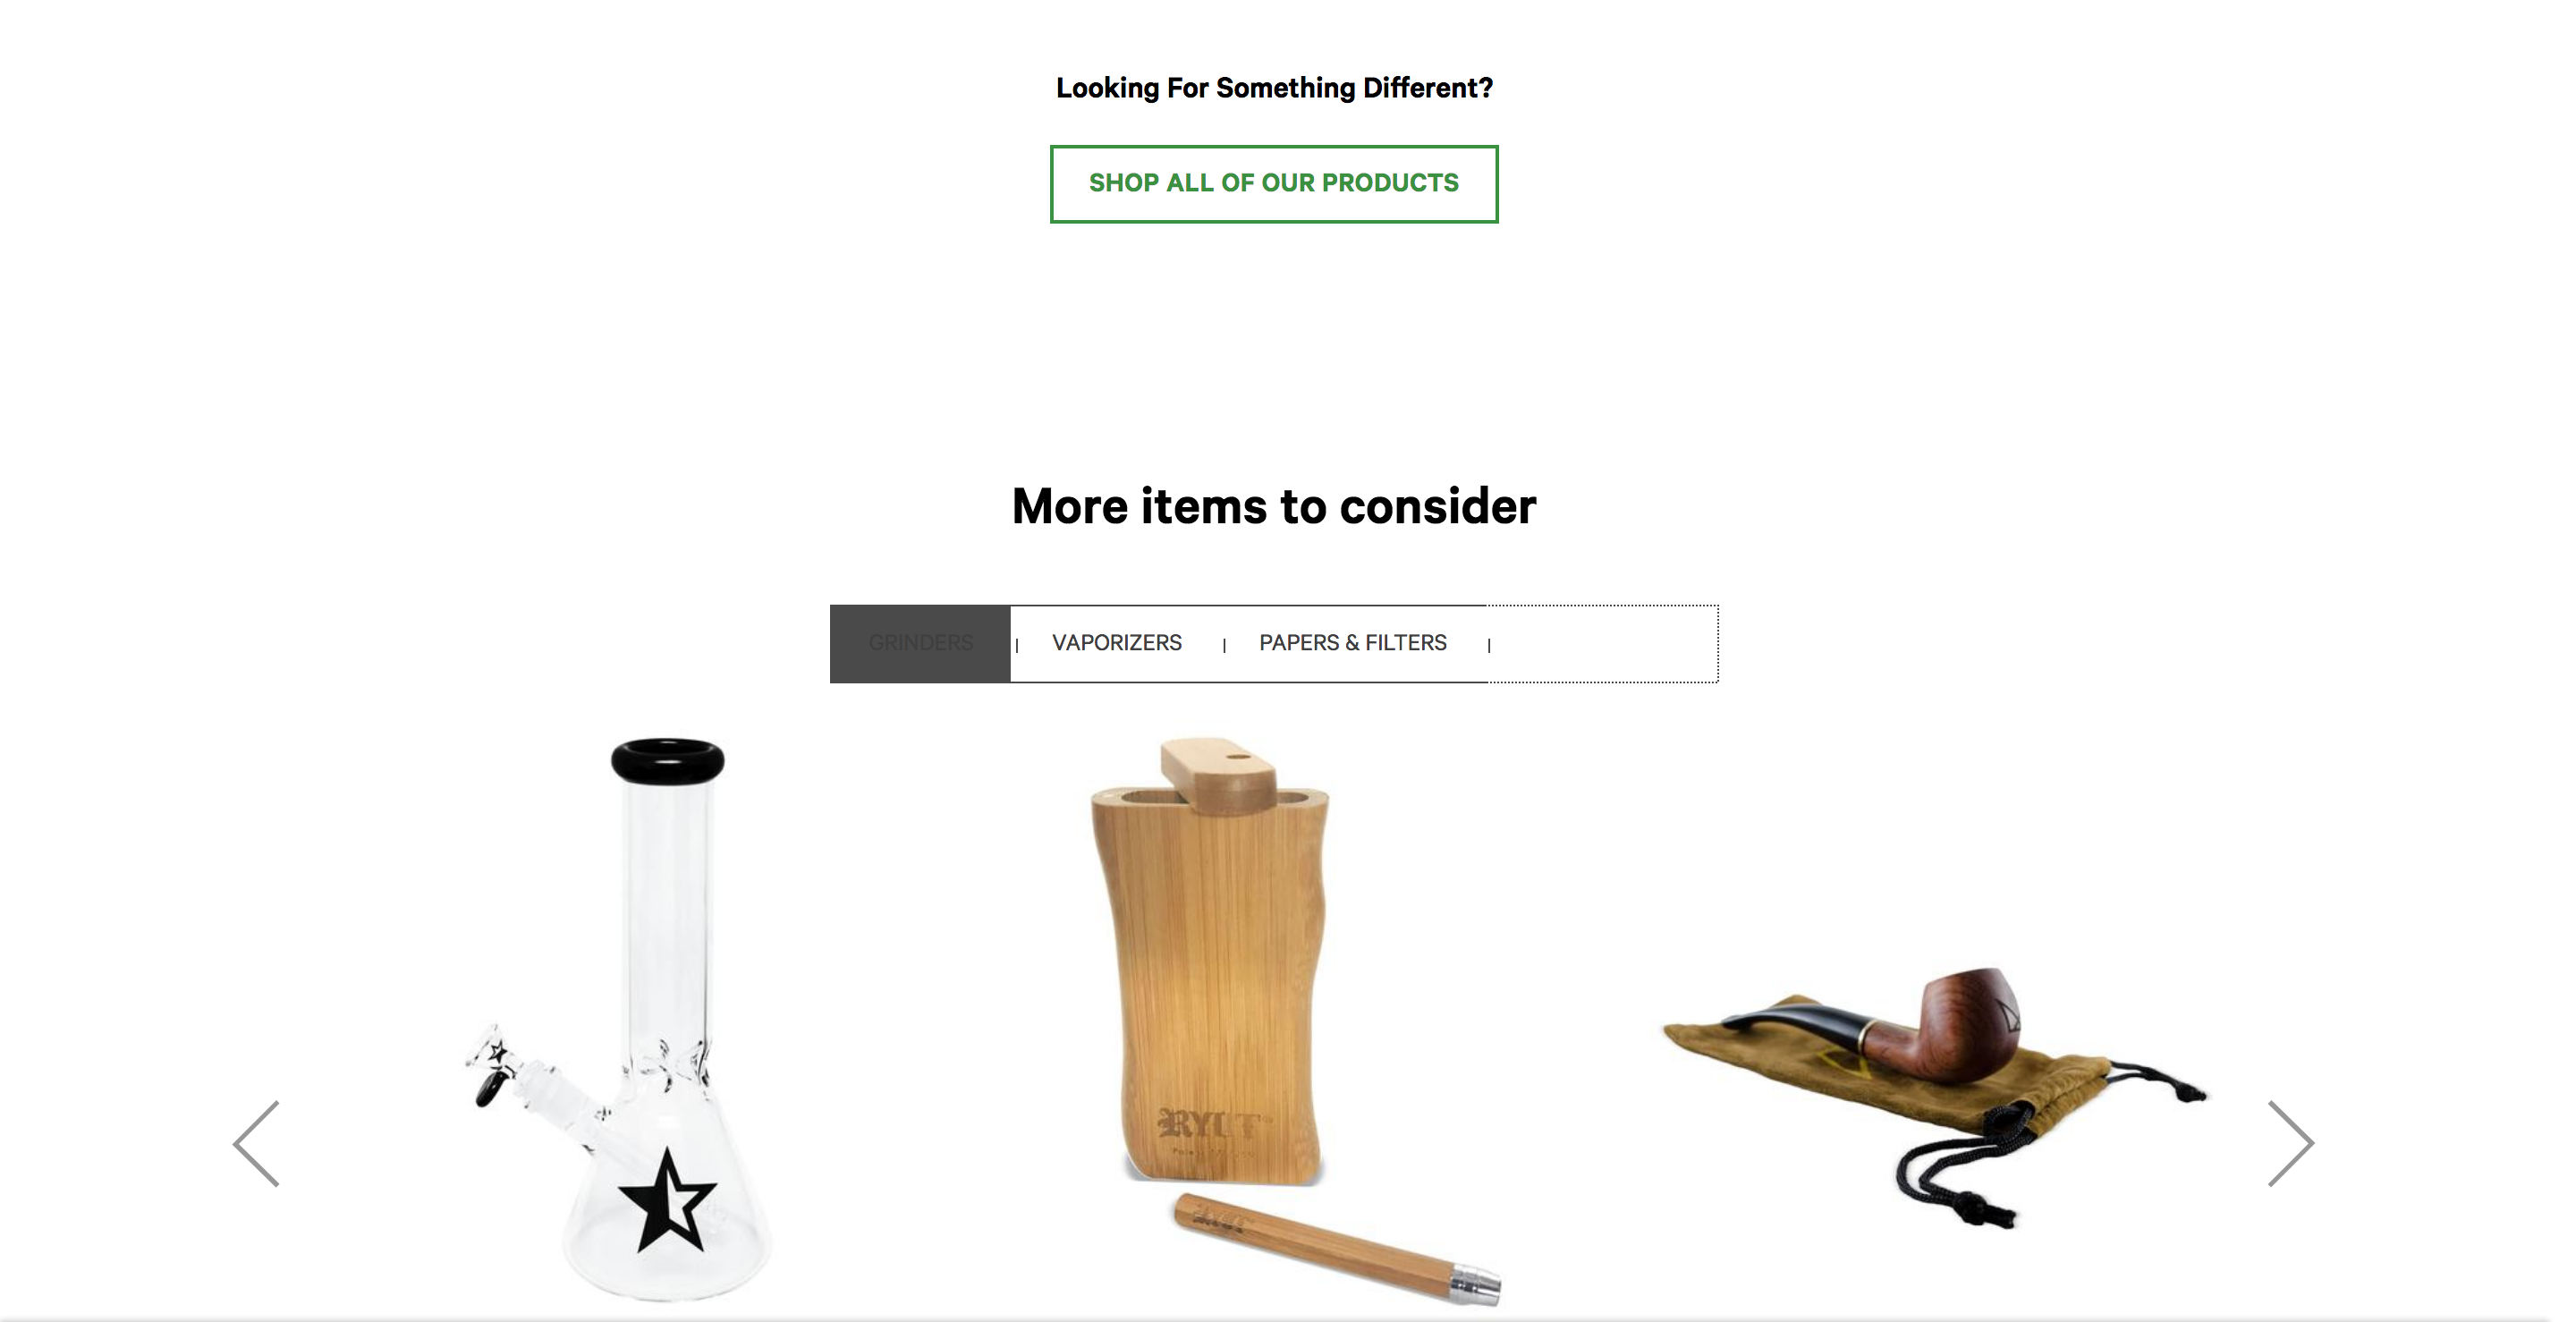 Looking For Something Different?
SHOP ALL OF OUR PRODUCTS
More items to consider
GRINDERS | VAPORIZERS | PAPERS & FILTERS |
RYOT